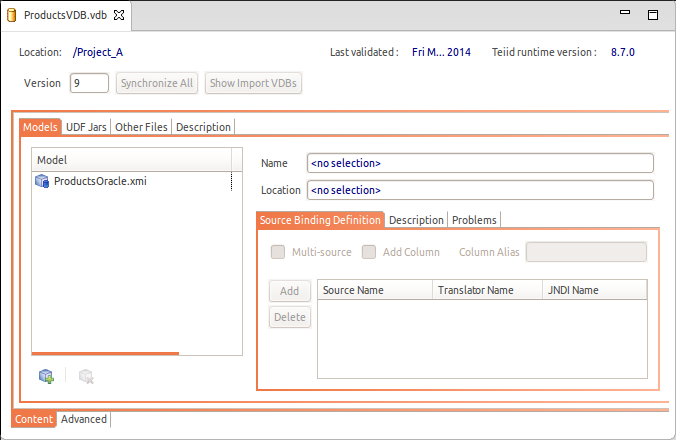 ProductsVDB.vdb
Location: /Project_A Last validated : Fri M... 2014 Teiid runtime version : 8.7.0
Version 9 Synchronize All Show Import VDBs
Models UDF Jars Other Files Description
Model
ProductsOracle.xmi
Name <no selection>
Location <no selection>
Source Binding Definition Description Problems
Multi-source Add Column Column Alias
Add
Delete
Source Name Translator Name JNDI Name
Content Advanced